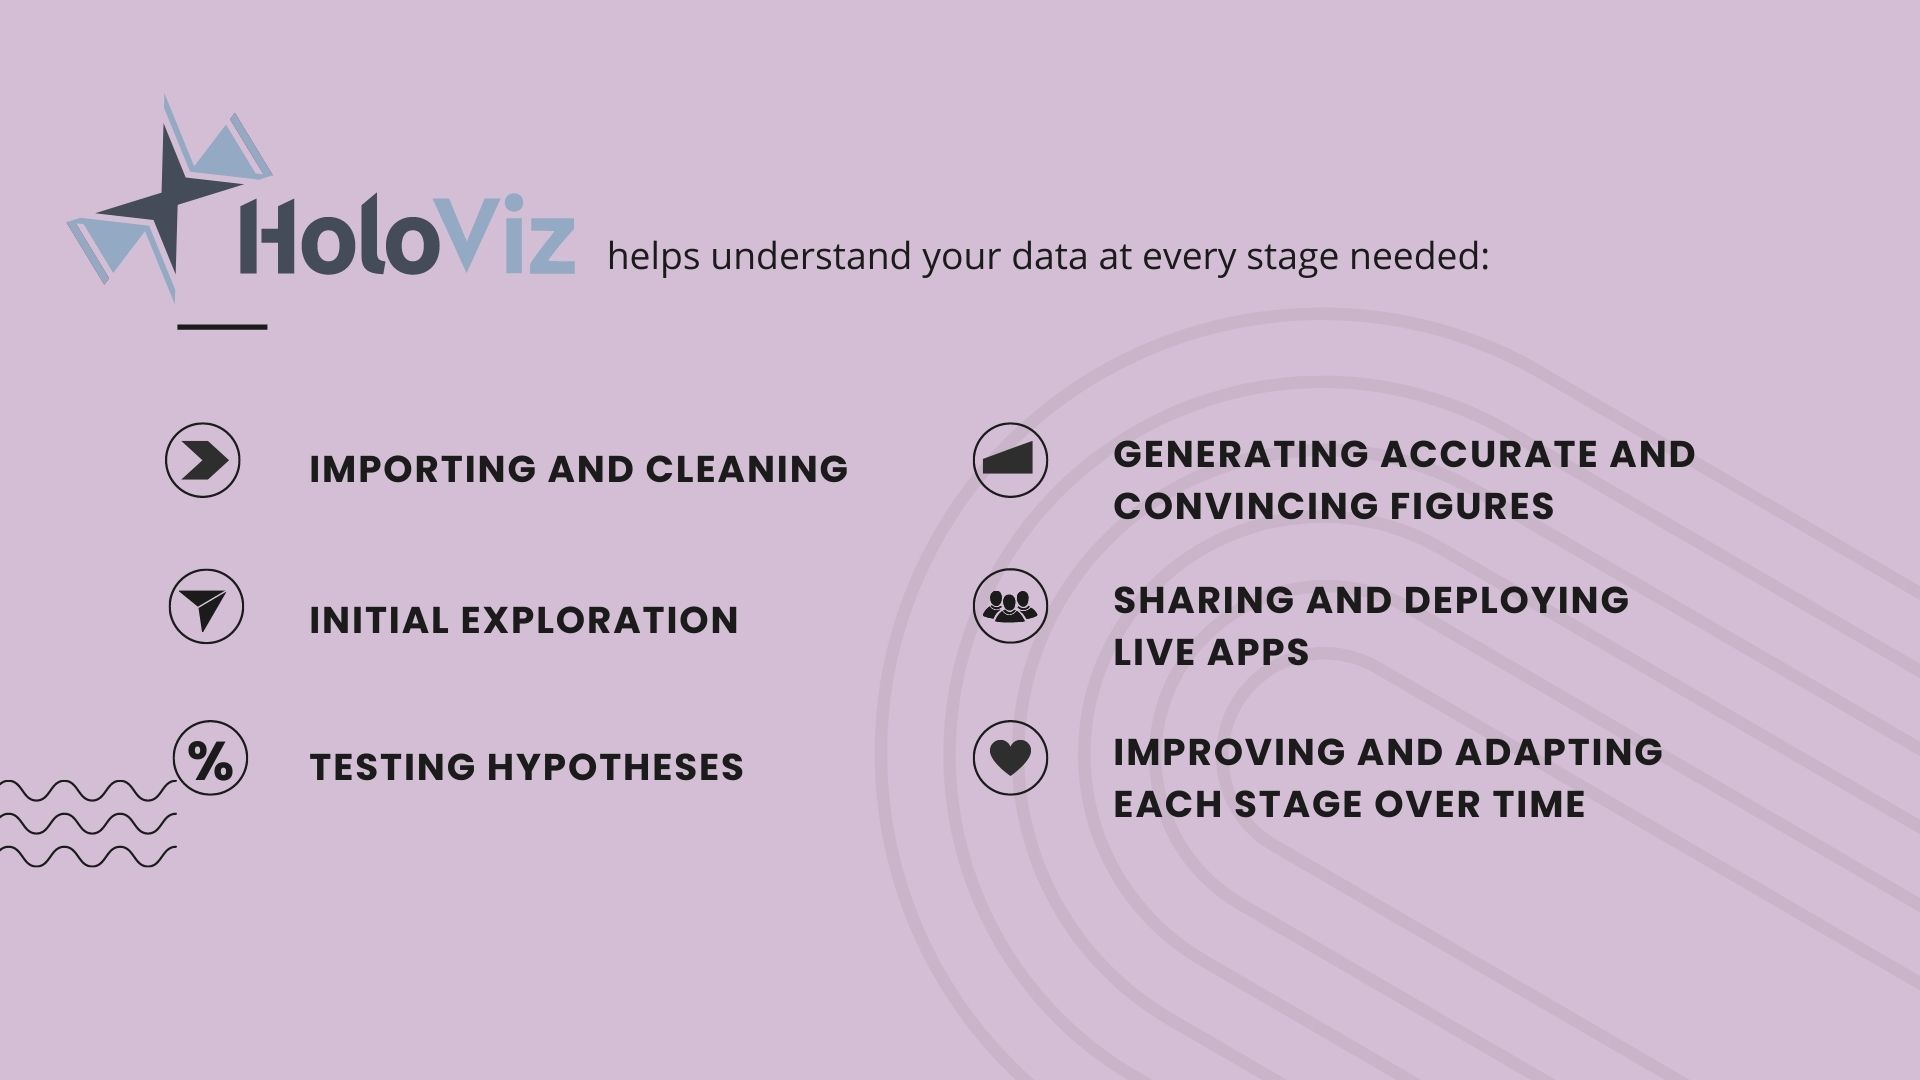 HoloViz helps understand your data at every stage needed:
IMPORTING AND CLEANING
INITIAL EXPLORATION
% TESTING HYPOTHESES
GENERATING ACCURATE AND
CONVINCING FIGURES
SHARING AND DEPLOYING
LIVE APPS
IMPROVING AND ADAPTING
EACH STAGE OVER TIME